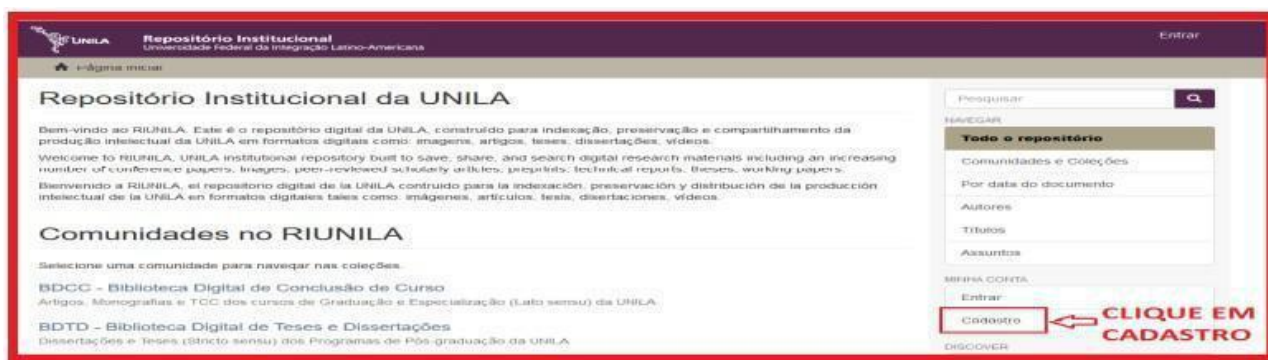 UNILA
Repositório Institucional
Universidade Federal da Integração Latino-Americana
Entrar
Página inicial
Repositório Institucional da UNILA
Bem-vindo ao RIUNILA. Este é o repositório digital da UNILA, construído para indexação, preservação e compartilhamento da
produção intelectual da UNILA em formatos digitais como: imagens, artigos, teses, dissertações, vídeos.
Welcome to RIUNILA, UNILA institutional repository built to save, share, and search digital research materials including an increasing
number of conference papers, images, peer-reviewed scholarly articles, preprints, technical reports, theses, working papers.
Bienvenido a RIUNILA, el repositorio digital de la UNILA contruido para la indexación, preservación y distribución de la producción
intelectual de la UNILA en formatos digitales tales como: imágenes, artículos, tesis, disertaciones, vídeos.
Comunidades no RIUNILA
Selecione uma comunidade para navegar nas coleções.
BDCC - Biblioteca Digital de Conclusão de Curso
Artigos, Monografias e TCC dos cursos de Graduação e Especialização (Lato sensu) da UNILA
BDTD - Biblioteca Digital de Teses e Dissertações
Dissertações e Teses (Stricto sensu) dos Programas de Pós-graduação da UNILA
Pesquisar
NAVEGAR
Todo o repositório
Comunidades e Coleções
Por data do documento
Autores
Títulos
Assuntos
MINHA CONTA
Entrar
Cadastro
CLIQUE EM
CADASTRO
DISCOVER